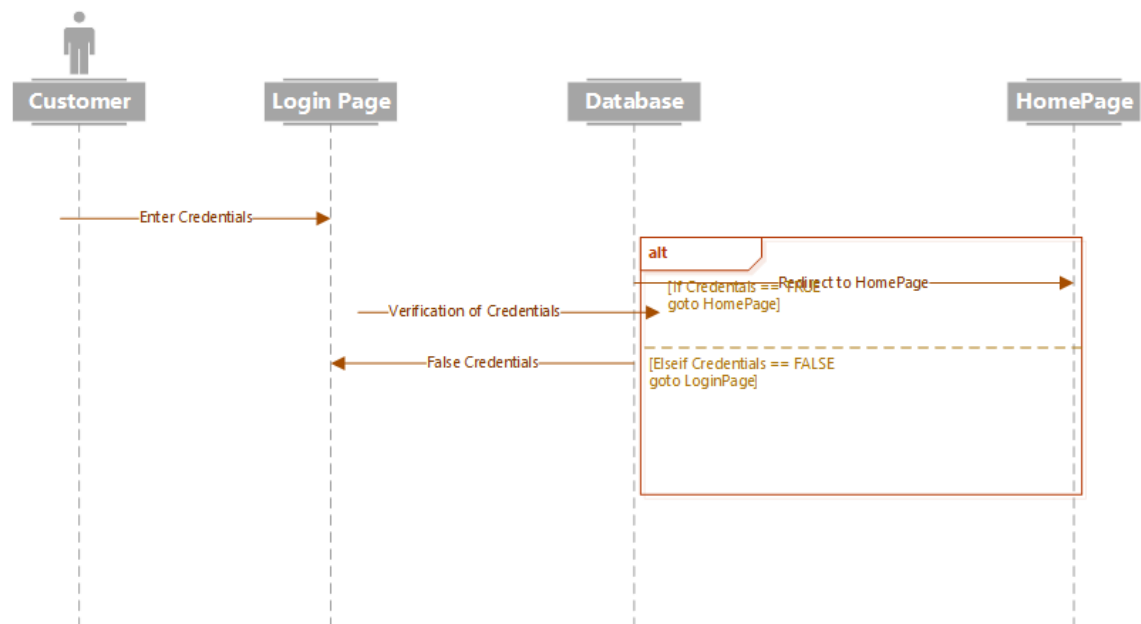 Customer
Login Page
Database
HomePage
Enter Credentials
alt
Redirect to HomePage
[If Credentals == TRUE
goto HomePage]
Verification of Credentials
False Credentials
[Elseif Credentials == FALSE
goto LoginPage]